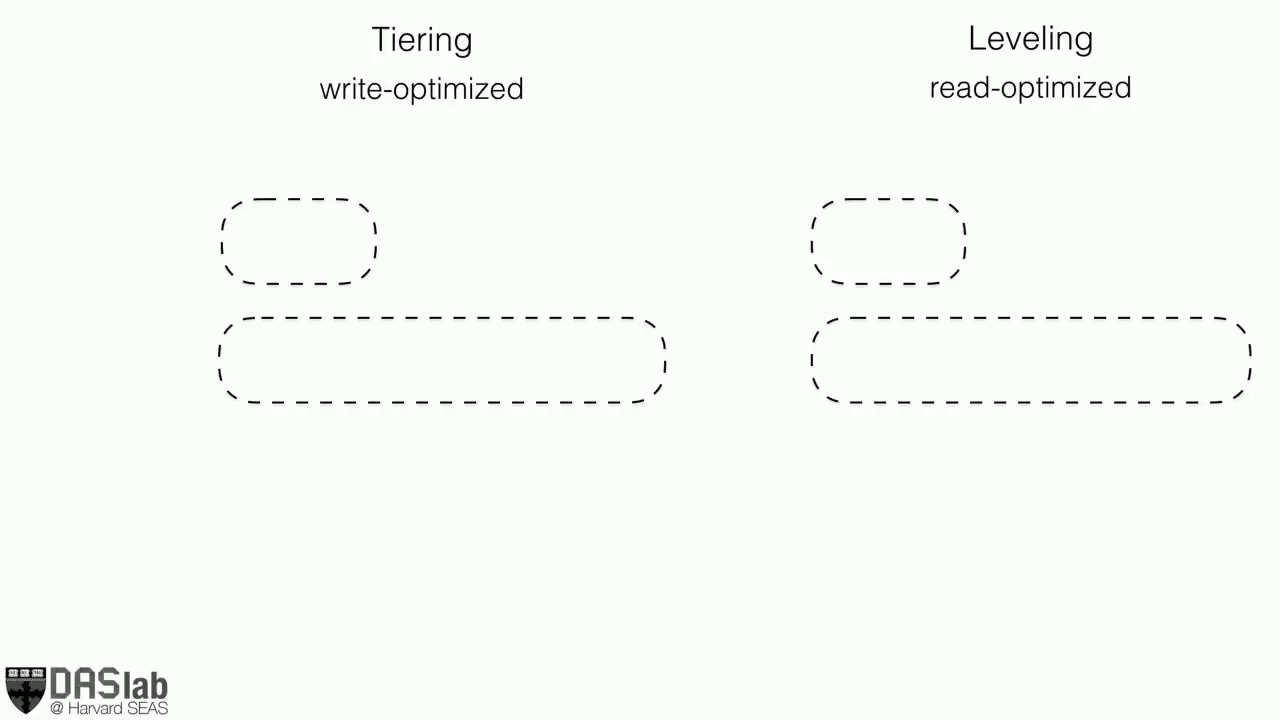 Tiering
write-optimized
Leveling
read-optimized
DASlab
@ Harvard SEAS